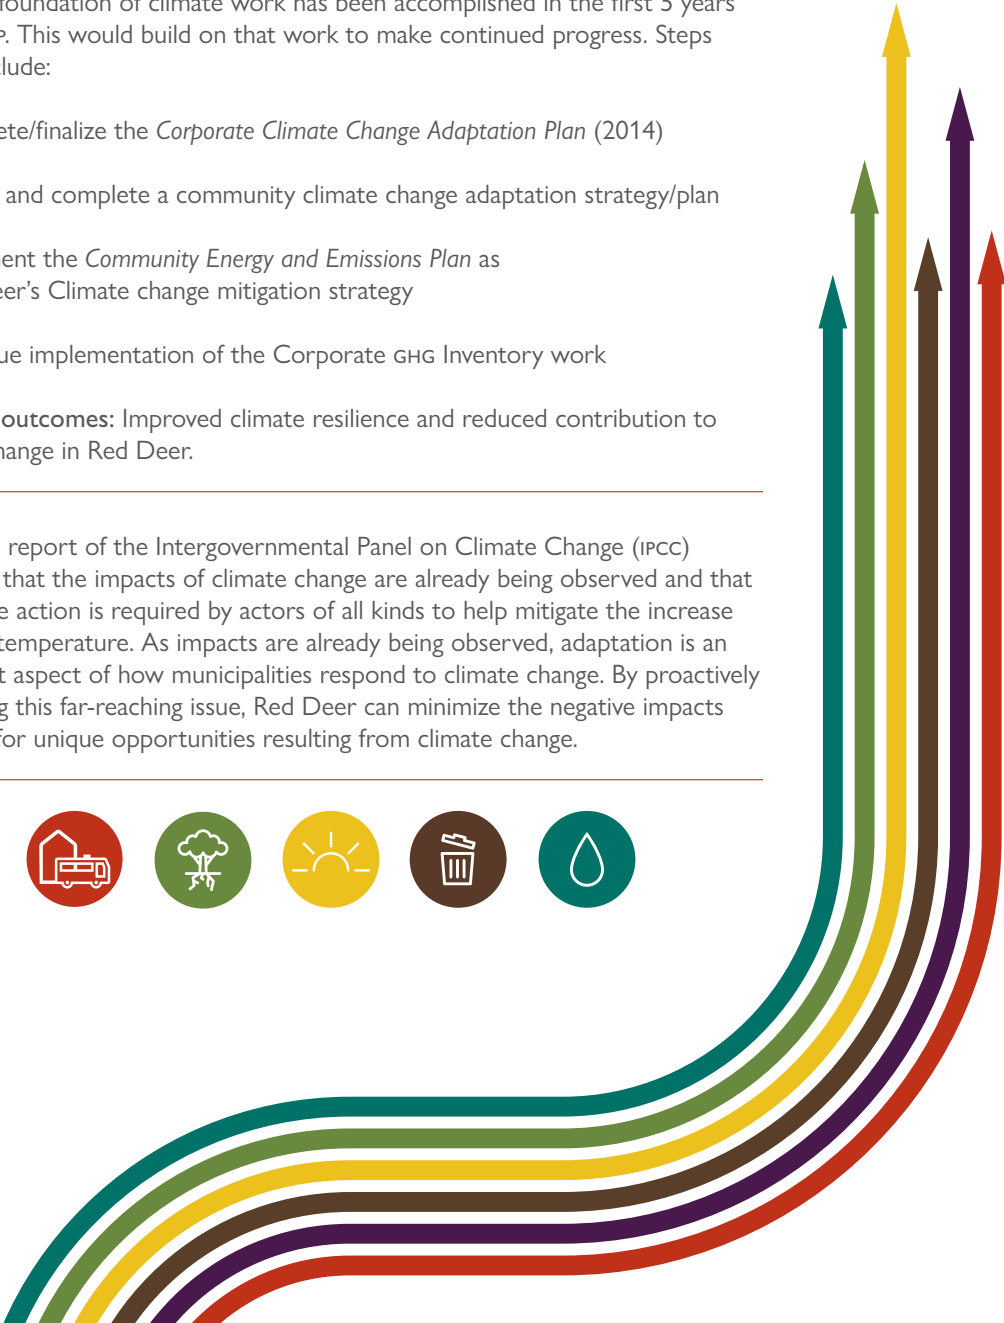 foundation of climate work has been accomplished in the first 5 years
P. This would build on that work to make continued progress. Steps
clude:
ete/finalize the Corporate Climate Change Adaptation Plan (2014)
and complete a community climate change adaptation strategy/plan
ent the Community Energy and Emissions Plan as
eer’s Climate change mitigation strategy
ue implementation of the Corporate GHG Inventory work
outcomes: Improved climate resilience and reduced contribution to
hange in Red Deer.
report of the Intergovernmental Panel on Climate Change (IPCC)
that the impacts of climate change are already being observed and that
e action is required by actors of all kinds to help mitigate the increase
temperature. As impacts are already being observed, adaptation is an
t aspect of how municipalities respond to climate change. By proactively
g this far-reaching issue, Red Deer can minimize the negative impacts
for unique opportunities resulting from climate change.